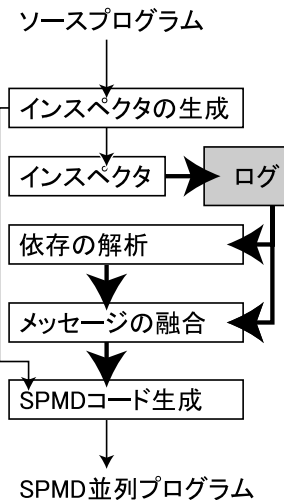 ソースプログラム
インスペクタの生成
インスペクタ
ログ
依存の解析
メッセージの融合
SPMDコード生成
SPMD並列プログラム